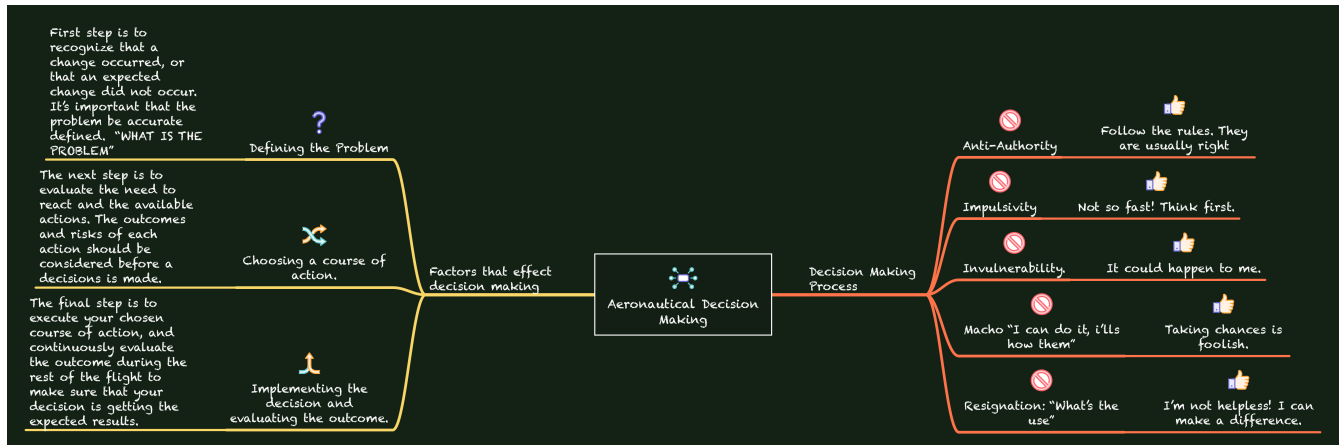 First step is to
recognize that a
change occurred, or
that an expected
change did not occur.
It's important that the
problem be accurate
defined. "WHAT IS THE
PROBLEM"
Defining the Problem
The next step is to
evaluate the need to
react and the available
actions. The outcomes
and risks of each
action should be
considered before a
decisions is made.
Choosing a course of
action.
The final step is to
execute your chosen
course of action, and
continuously evaluate
the outcome during the
rest of the flight to
make sure that your
decision is getting the
expected results.
Implementing the
decision and
evaluating the outcome.
Factors that effect
decision making
Aeronautical Decision
Making
Decision Making
Process
Anti-Authority
Follow the rules. They
are usually right
Impulsivity
Not so fast! Think first.
Invulnerability.
It could happen to me.
Macho "I can do it, i'lls
how them"
Taking chances is
foolish.
Resignation: "What's the
use"
I'm not helpless! I can
make a difference.